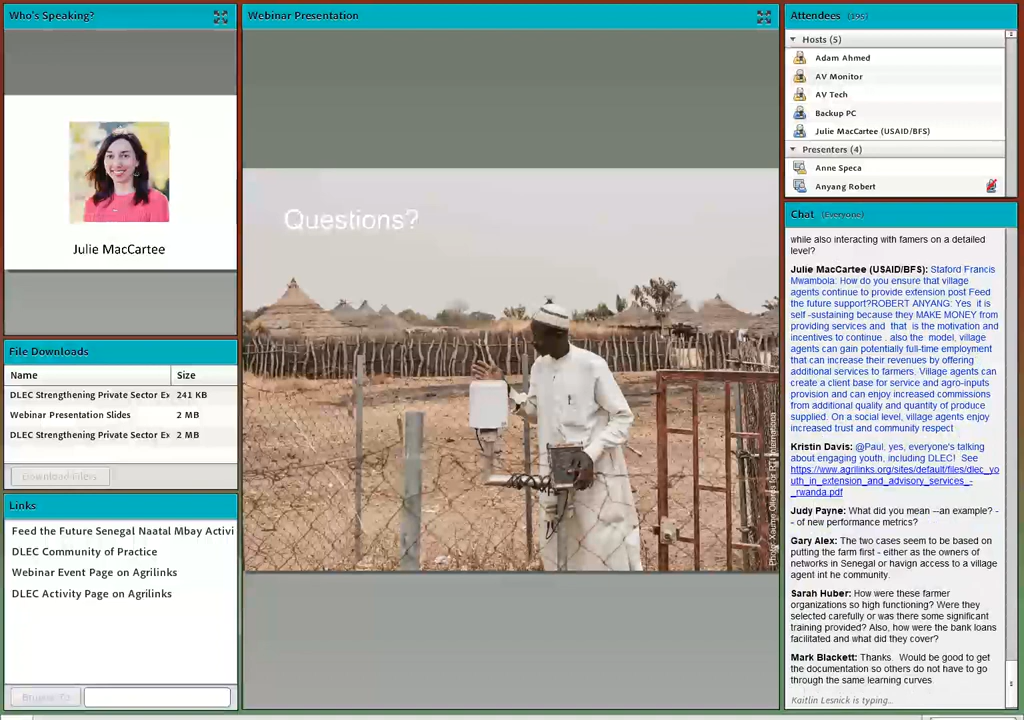 Who's Speaking?
Julie MacCartee
File Downloads
Name Size
DLEC Strengthening Private Sector Ex 241 KB
Webinar Presentation Slides 2 MB
DLEC Strengthening Private Sector Ex 2 MB
Download File(s)
Links
Feed the Future Senegal Naatal Mbay Activi
DLEC Community of Practice
Webinar Event Page on Agrilinks
DLEC Activity Page on Agrilinks
Browse To
Webinar Presentation
Questions?
Photo: Xaume Olleros for RTI International
Attendees (195)
Hosts (5)
Adam Ahmed
AV Monitor
AV Tech
Backup PC
Julie MacCartee (USAID/BFS)
Presenters (4)
Anne Speca
Anyang Robert
Chat (Everyone)
while also interacting with famers on a detailed
level?
Julie MacCartee (USAID/BFS): Staford Francis
Mwambola: How do you ensure that village
agents continue to provide extension post Feed
the future support?ROBERT ANYANG: Yes it is
self -sustaining because they MAKE MONEY from
providing services and that is the motivation and
incentives to continue . also the model, village
agents can gain potentially full-time employment
that can increase their revenues by offering
additional services to farmers. Village agents can
create a client base for service and agro-inputs
provision and can enjoy increased commissions
from additional quality and quantity of produce
supplied. On a social level, village agents enjoy
increased trust and community respect
Kristin Davis: @Paul, yes, everyone's talking
about engaging youth, including DLEC! See
https://www.agrilinks.org/sites/default/files/dlec_yo
uth_in_extension_and_advisory_services_-
_rwanda.pdf
Judy Payne: What did you mean --an example? -
- of new performance metrics?
Gary Alex: The two cases seem to be based on
putting the farm first - either as the owners of
networks in Senegal or havign access to a village
agent int he community.
Sarah Huber: How were these farmer
organizations so high functioning? Were they
selected carefully or was there some significant
training provided? Also, how were the bank loans
facilitated and what did they cover?
Mark Blackett: Thanks. Would be good to get
the documentation so others do not have to go
through the same learning curves
Kaitlin Lesnick is typing...